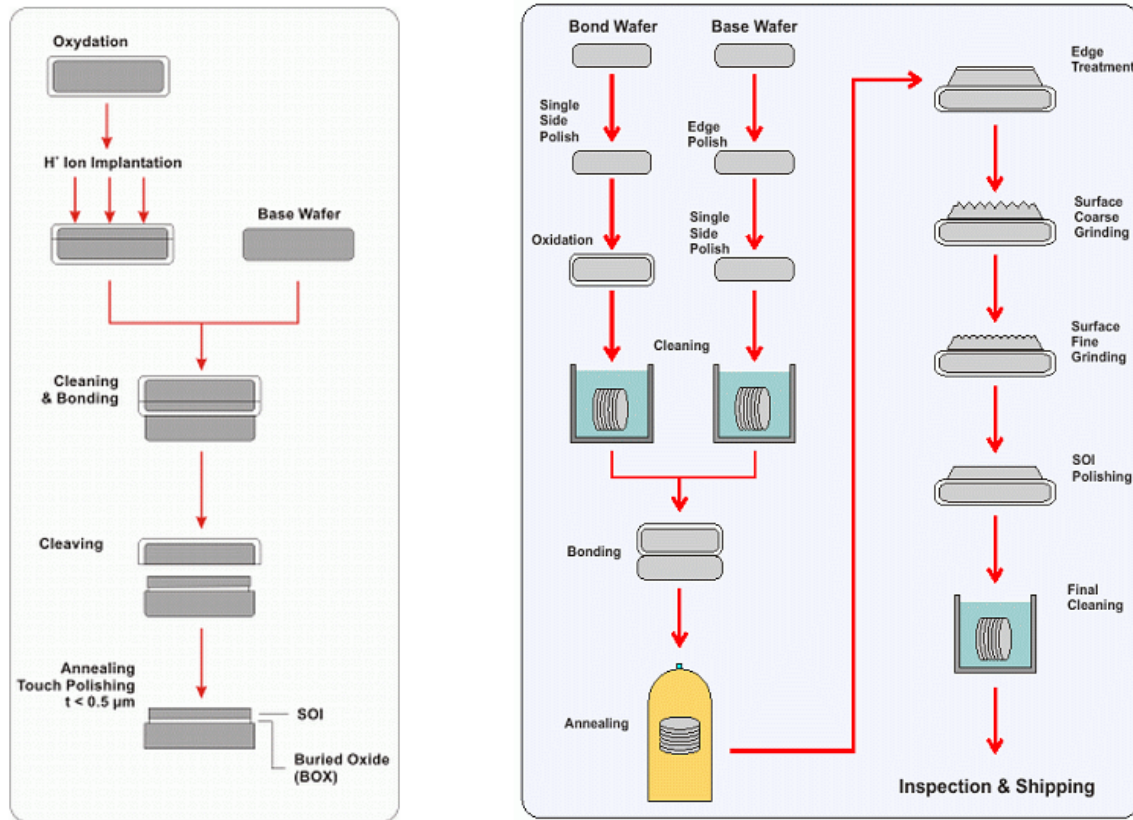 Oxydation
H+ Ion Implantation
Base Wafer
Cleaning
& Bonding
Cleaving
Annealing
Touch Polishing
t < 0.5 µm
SOI
Buried Oxide
(BOX)
Bond Wafer
Base Wafer
Single
Side
Polish
Edge
Polish
Oxidation
Single
Side
Polish
Cleaning
Bonding
Annealing
Edge
Treatment
Surface
Coarse
Grinding
Surface
Fine
Grinding
SOI
Polishing
Final
Cleaning
Inspection & Shipping